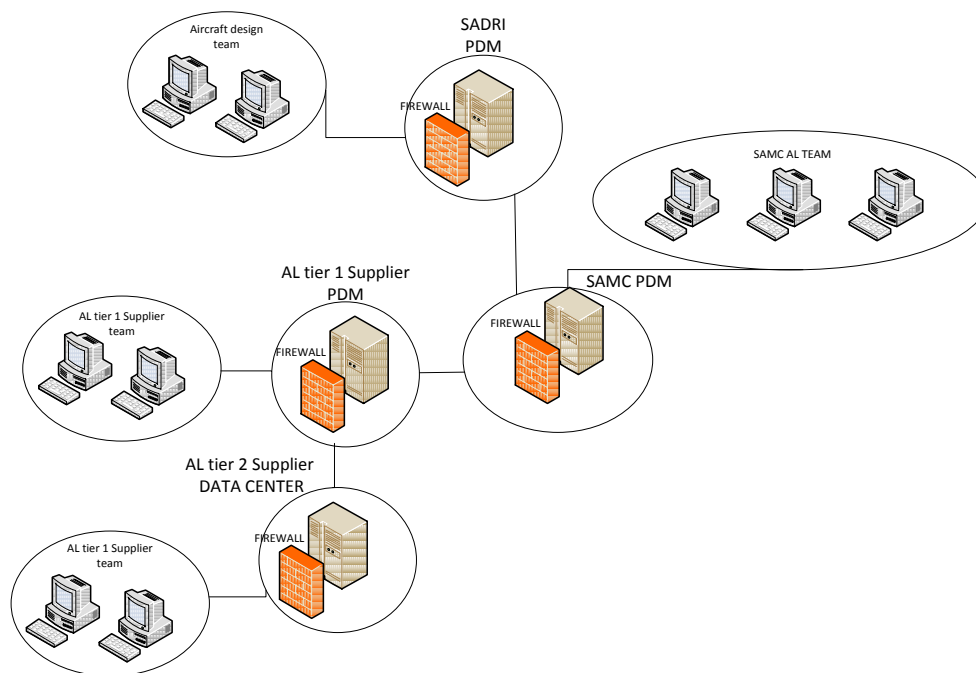 Aircraft design
team
SADRI
PDM
FIREWALL
SAMC AL TEAM
AL tier 1 Supplier
PDM
SAMC PDM
AL tier 1 Supplier
team
FIREWALL
FIREWALL
AL tier 2 Supplier
DATA CENTER
FIREWALL
AL tier 1 Supplier
team